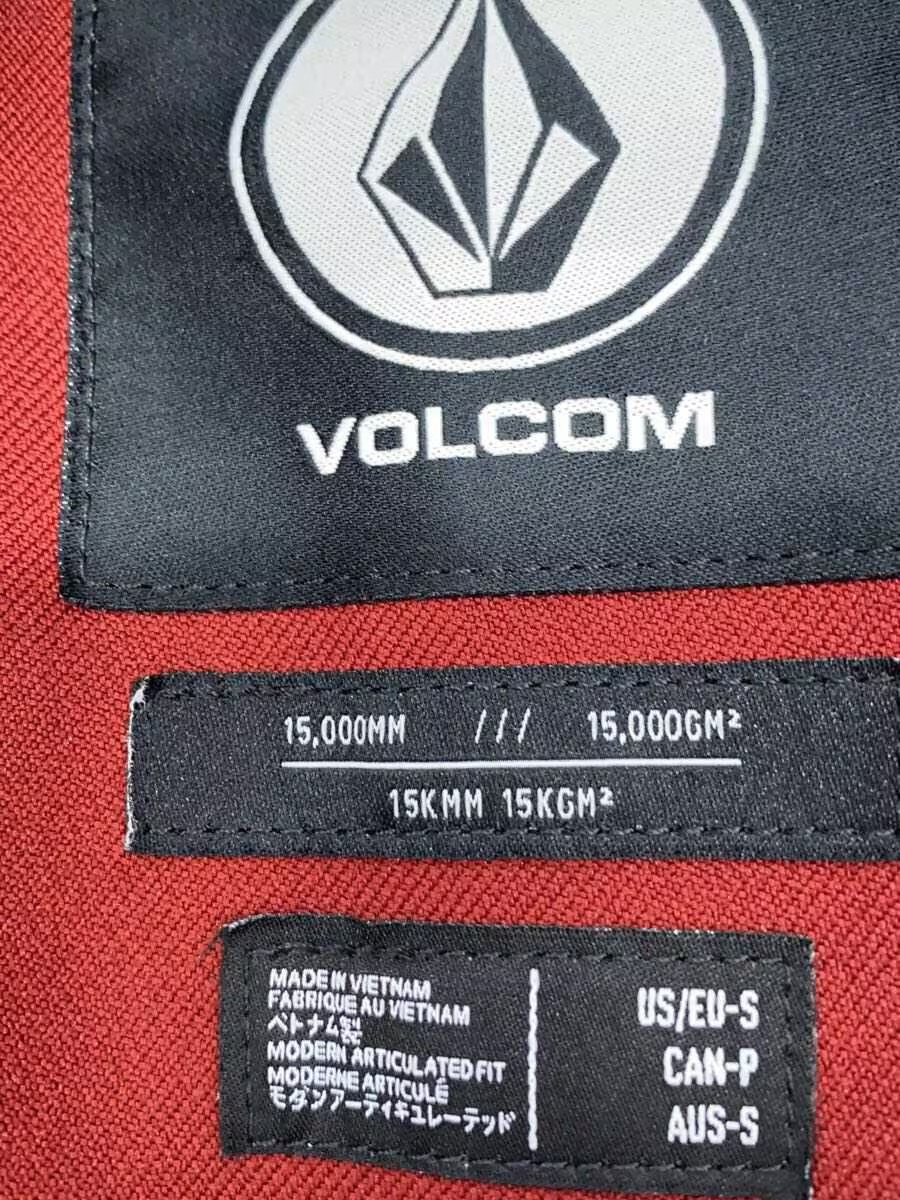 VOLCOM
15,000MM /// 15,000GM²
15KMM 15KGM²
MADE IN VIETNAM
FABRIQUE AU VIETNAM
ベトナム製
MODERN ARTICULATED FIT
MODERNE ARTICULÉ
モダンアーティキュレーテッド
US/EU-S
CAN-P
AUS-S